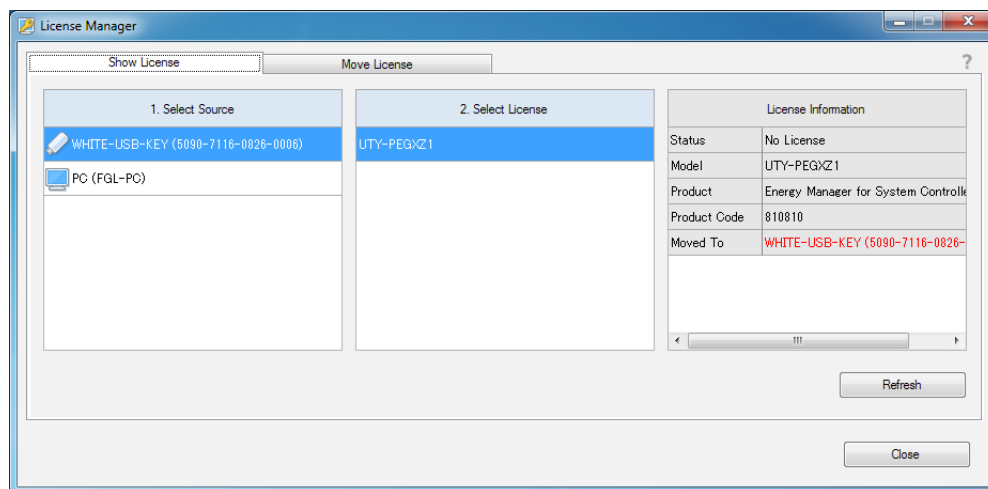 License Manager
Show License
Move License
?
1. Select Source
WHITE-USB-KEY (5090-7116-0826-0006)
PC (FGL-PC)
2. Select License
UTY-PEGXZ1
License Information
Status No License
Model UTY-PEGXZ1
Product Energy Manager for System Controlle
Product Code 810810
Moved To WHITE-USB-KEY (5090-7116-0826-
Refresh
Close